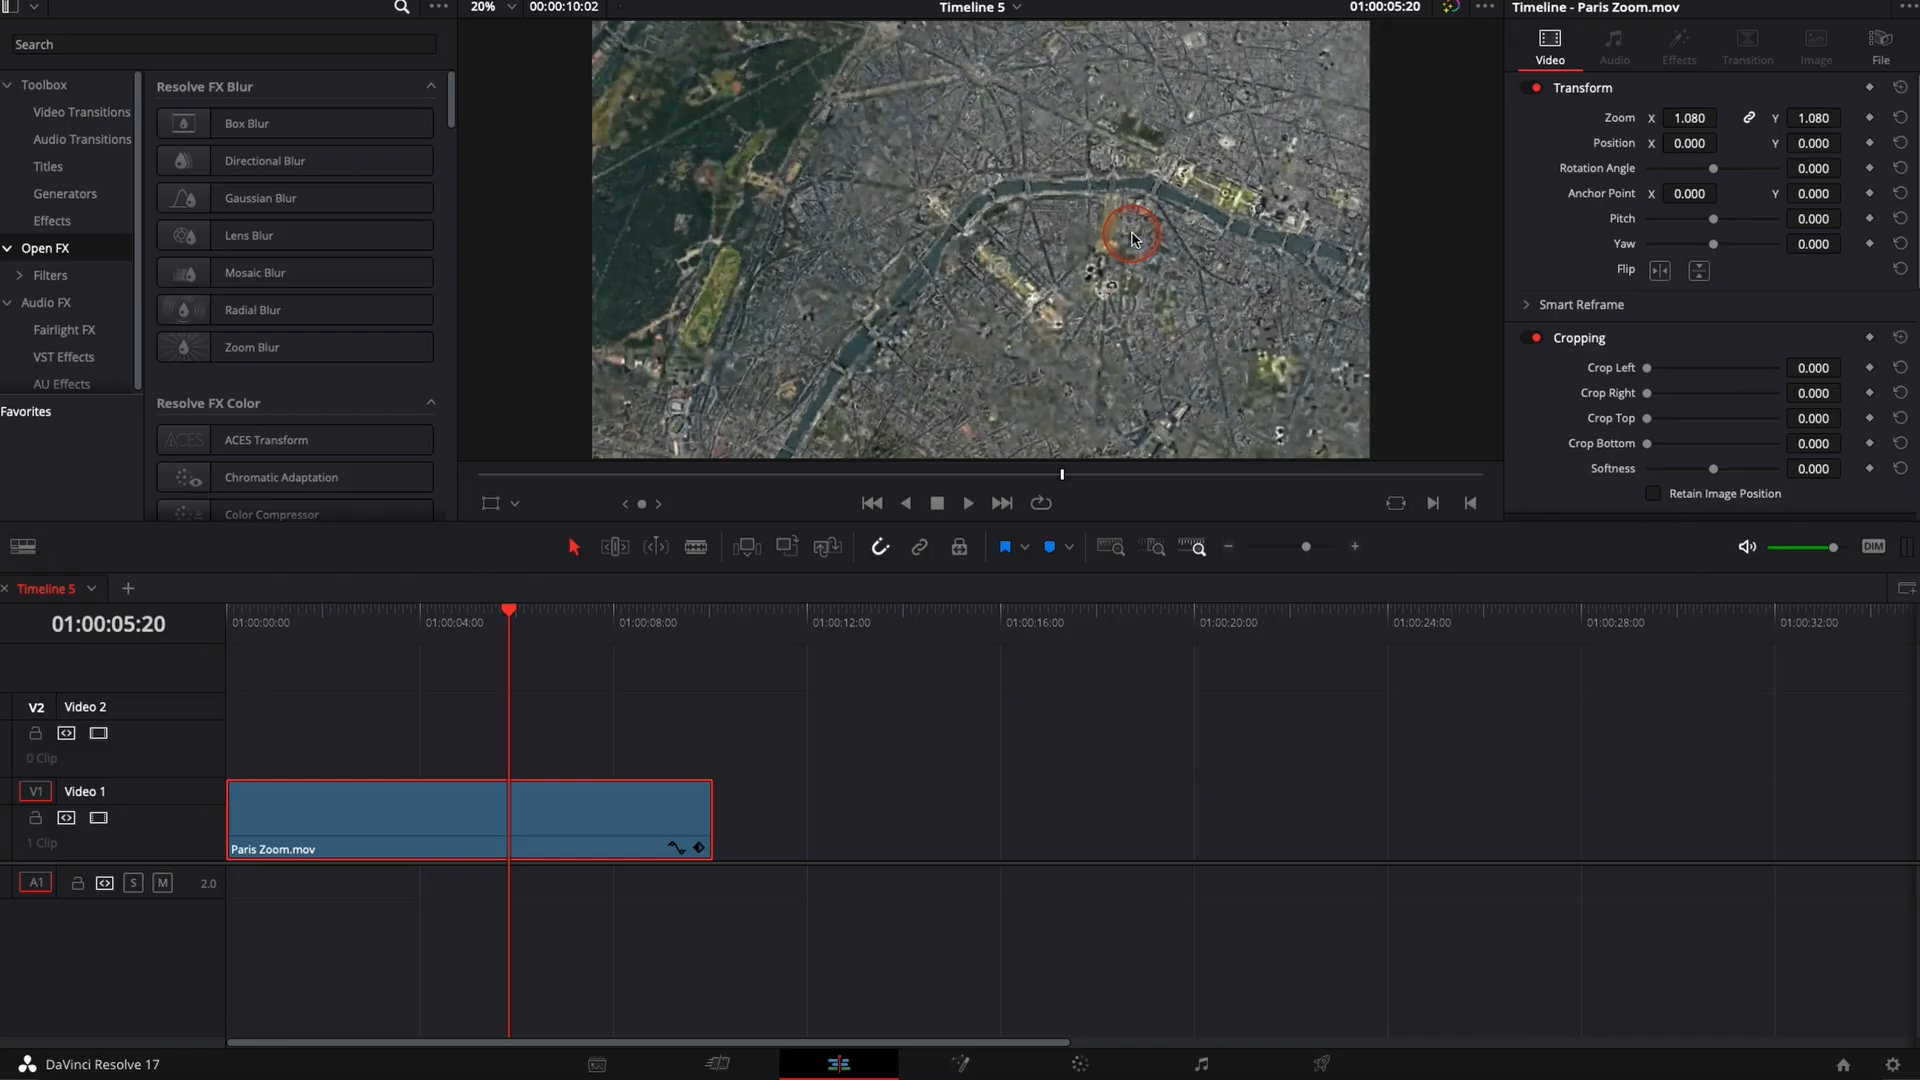 20% 00:00:10:02 Timeline 5 01:00:05:20 Timeline - Paris Zoom.mov
Search
Toolbox
Video Transitions
Audio Transitions
Titles
Generators
Effects
Open FX
Filters
Audio FX
Fairlight FX
VST Effects
AU Effects
Favorites
Resolve FX Blur
Box Blur
Directional Blur
Gaussian Blur
Lens Blur
Mosaic Blur
Radial Blur
Zoom Blur
Resolve FX Color
ACES ACES Transform
Chromatic Adaptation
Color Compressor
Video Audio Effects Transition Image File
Transform
Zoom X 1.080 Y 1.080
Position X 0.000 Y 0.000
Rotation Angle 0.000
Anchor Point X 0.000 Y 0.000
Pitch 0.000
Yaw 0.000
Flip
Smart Reframe
Cropping
Crop Left 0.000
Crop Right 0.000
Crop Top 0.000
Crop Bottom 0.000
Softness 0.000
Retain Image Position
DIM
Timeline 5
01:00:05:20
01:00:00:00 01:00:04:00 01:00:08:00 01:00:12:00 01:00:16:00 01:00:20:00 01:00:24:00 01:00:28:00 01:00:32:00
V2 Video 2
0 Clip
V1 Video 1
1 Clip
Paris Zoom.mov
A1 S M 2.0
DaVinci Resolve 17